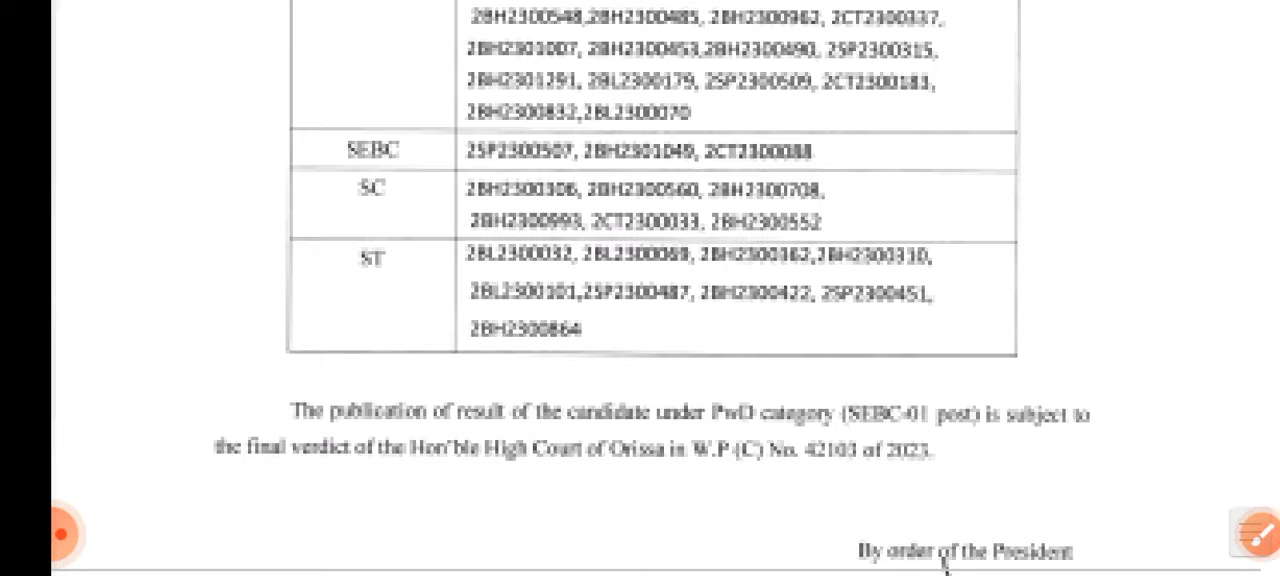 2BH2300548,2BH2300485, 2BH2300962, 2CT2300337,
2BH2301007, 2BH2300453,2BH2300490, 2SP2300315,
2BH2301291, 2BL2300179, 2SP2300509, 2CT2300183,
2BH2300832,2BL2300070
SEBC
2SP2300507, 2BH2301049, 2CT2300088
SC
2BH2300306, 2BH2300560, 2BH2300708,
2BH2300993, 2CT2300033, 2BH2300552
ST
2BL2300032, 2BL2300069, 2BH2300362,2BH2300310,
2BL2300101,2SP2300487, 2BH2300422, 2SP2300451,
2BH2300864
The publication of result of the candidate under PwD category (SEBC-01 post) is subject to
the final verdict of the Hon'ble High Court of Orissa in W.P (C) No. 42103 of 2023.
By order of the President